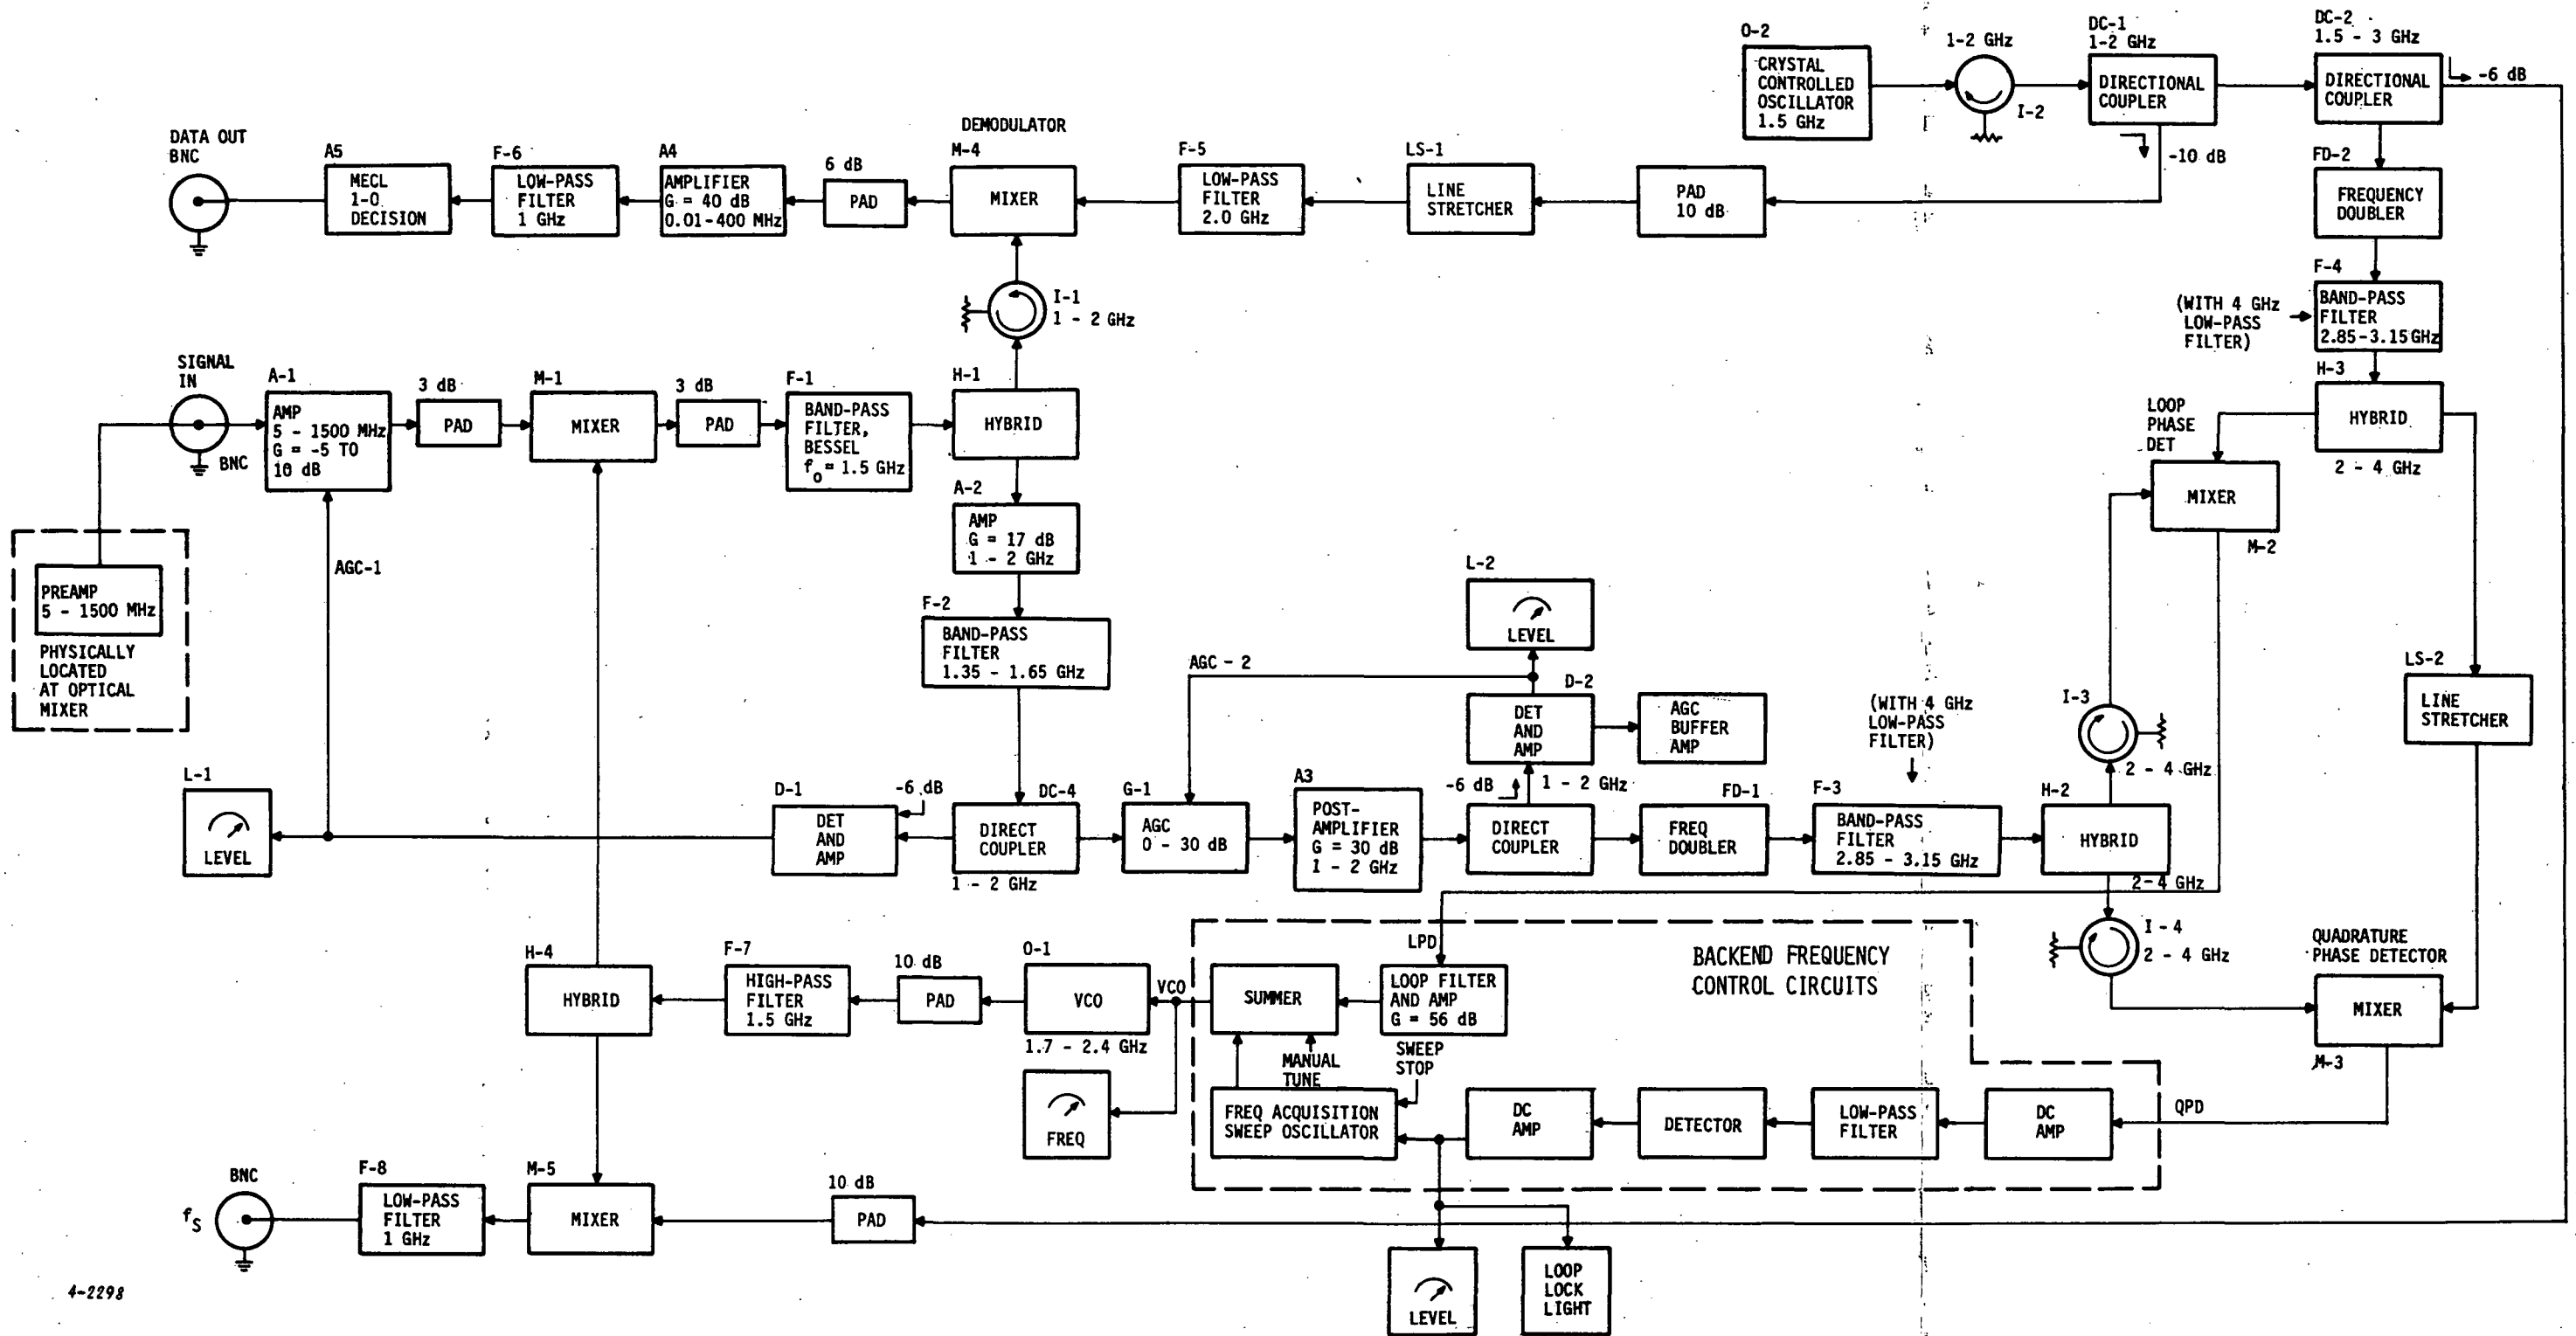 O-2
CRYSTAL
CONTROLLED
OSCILLATOR
1.5 GHz
1-2 GHz
I-2
DC-1
1-2 GHz
DIRECTIONAL
COUPLER
-10 dB
DC-2
1.5 - 3 GHz
DIRECTIONAL
COUPLER
-6 dB
DATA OUT
BNC
A5
MECL
1-0
DECISION
F-6
LOW-PASS
FILTER
1 GHz
A4
AMPLIFIER
G = 40 dB
0.01-400 MHz
6 dB
PAD
DEMODULATOR
M-4
MIXER
F-5
LOW-PASS
FILTER
2.0 GHz
LS-1
LINE
STRETCHER
PAD
10 dB
FD-2
FREQUENCY
DOUBLER
I-1
1 - 2 GHz
F-4
(WITH 4 GHz
LOW-PASS
FILTER)
BAND-PASS
FILTER
2.85-3.15GHz
SIGNAL
IN
BNC
A-1
AMP
5 - 1500 MHz
G = -5 TO
10 dB
3 dB
PAD
M-1
MIXER
3 dB
PAD
F-1
BAND-PASS
FILTER,
BESSEL
fo = 1.5 GHz
H-1
HYBRID
H-3
HYBRID
2 - 4 GHz
LOOP
PHASE
DET
MIXER
M-2
A-2
AMP
G = 17 dB
1 - 2 GHz
AGC-1
PREAMP
5 - 1500 MHz
PHYSICALLY
LOCATED
AT OPTICAL
MIXER
F-2
BAND-PASS
FILTER
1.35 - 1.65 GHz
L-2
LEVEL
AGC - 2
D-2
DET
AND
AMP
AGC
BUFFER
AMP
(WITH 4 GHz
LOW-PASS
FILTER)
I-3
2 - 4 GHz
LS-2
LINE
STRETCHER
L-1
LEVEL
D-1
-6 dB
DET
AND
AMP
DC-4
DIRECT
COUPLER
1 - 2 GHz
G-1
AGC
0 - 30 dB
A3
POST-
AMPLIFIER
G = 30 dB
1 - 2 GHz
-6 dB
1 - 2 GHz
DIRECT
COUPLER
FD-1
FREQ
DOUBLER
F-3
BAND-PASS
FILTER
2.85 - 3.15 GHz
H-2
HYBRID
2-4 GHz
I - 4
2 - 4 GHz
QUADRATURE
PHASE DETECTOR
MIXER
M-3
H-4
HYBRID
F-7
HIGH-PASS
FILTER
1.5 GHz
10 dB
PAD
O-1
VCO
1.7 - 2.4 GHz
VCO
SUMMER
LPD
LOOP FILTER
AND AMP
G = 56 dB
BACKEND FREQUENCY
CONTROL CIRCUITS
MANUAL
TUNE
SWEEP
STOP
FREQ
FREQ ACQUISITION
SWEEP OSCILLATOR
DC
AMP
DETECTOR
LOW-PASS
FILTER
DC
AMP
QPD
BNC
fS
F-8
LOW-PASS
FILTER
1 GHz
M-5
MIXER
10 dB
PAD
LEVEL
LOOP
LOCK
LIGHT
4-2298